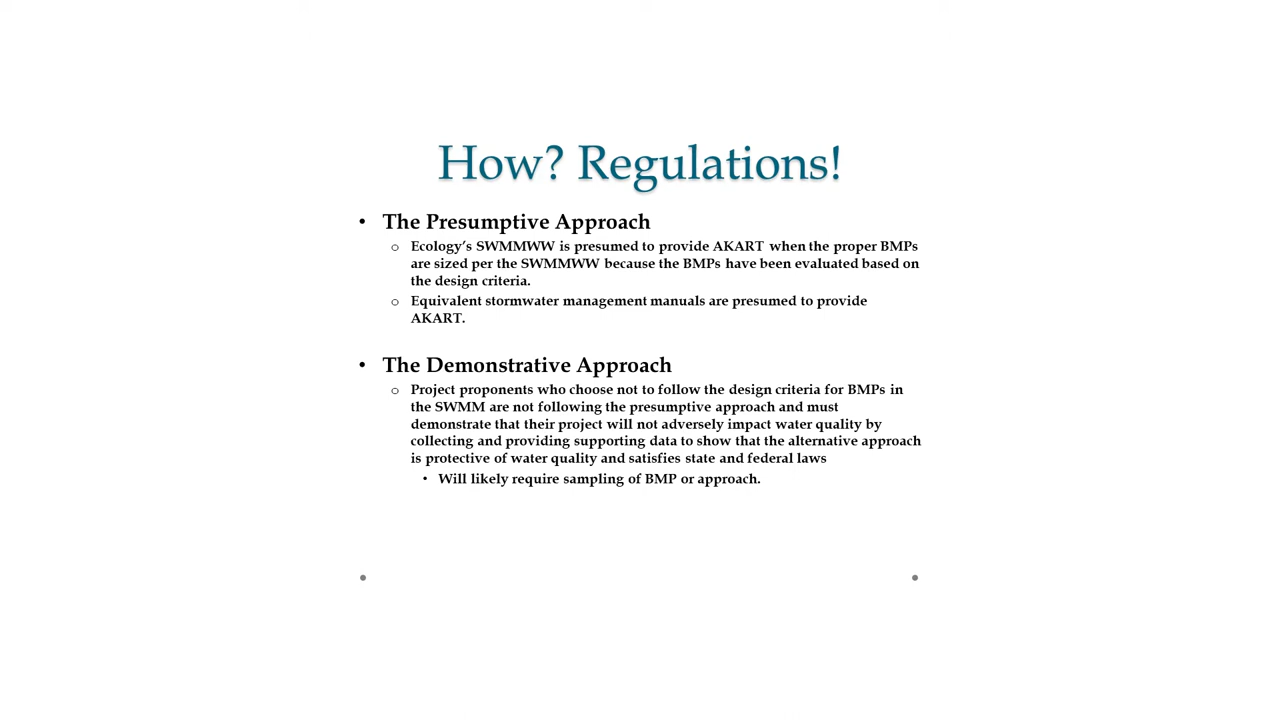 How? Regulations!
• The Presumptive Approach
o Ecology's SWMMWW is presumed to provide AKART when the proper BMPs
are sized per the SWMMWW because the BMPs have been evaluated based on
the design criteria.
o Equivalent stormwater management manuals are presumed to provide
AKART.
• The Demonstrative Approach
o Project proponents who choose not to follow the design criteria for BMPs in
the SWMM are not following the presumptive approach and must
demonstrate that their project will not adversely impact water quality by
collecting and providing supporting data to show that the alternative approach
is protective of water quality and satisfies state and federal laws
• Will likely require sampling of BMP or approach.